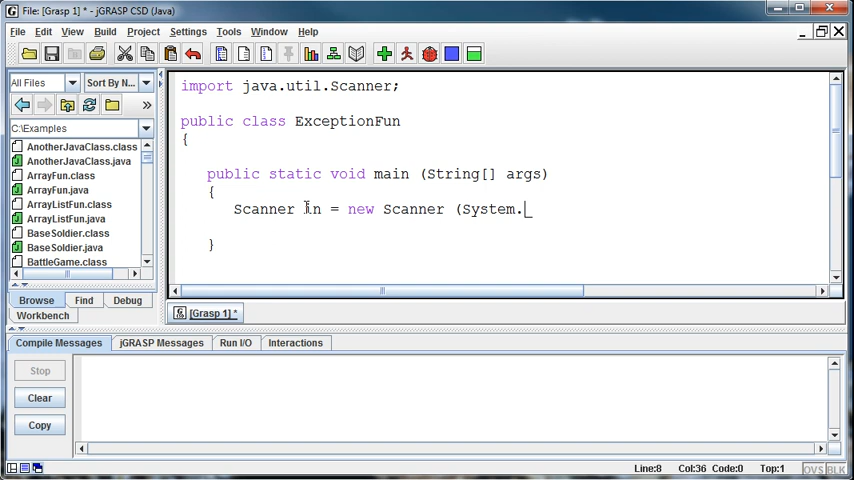 File: [Grasp 1] * - jGRASP CSD (Java)
File Edit View Build Project Settings Tools Window Help
All Files Sort By N...
C:\Examples
AnotherJavaClass.class
AnotherJavaClass.java
ArrayFun.class
ArrayFun.java
ArrayListFun.class
ArrayListFun.java
BaseSoldier.class
BaseSoldier.java
BattleGame.class
Browse Find Debug
Workbench
import java.util.Scanner;
public class ExceptionFun
{
public static void main (String[] args)
{
Scanner in = new Scanner (System.
}
[Grasp 1] *
Compile Messages jGRASP Messages Run I/O Interactions
Stop
Clear
Copy
Line:8 Col:36 Code:0 Top:1 OVS BLK